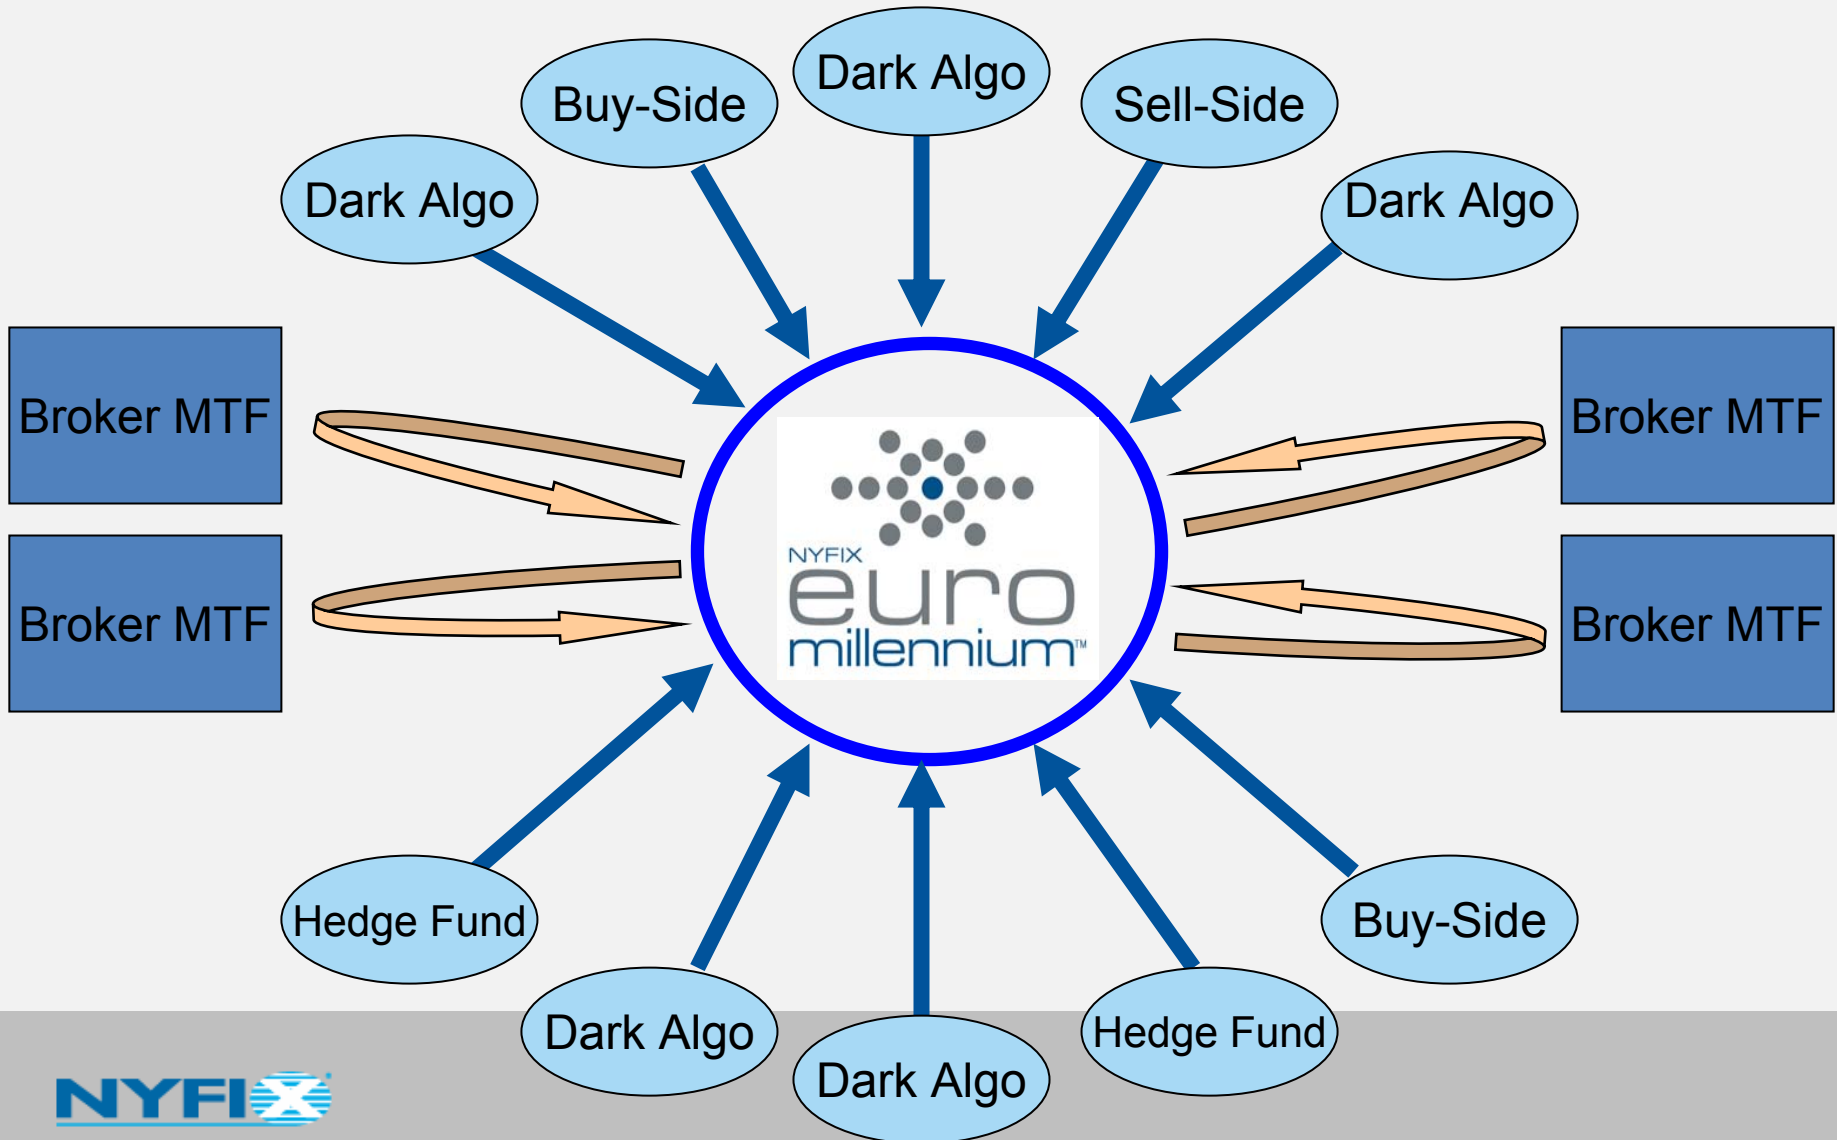 Dark Algo
Buy-Side
Sell-Side
Dark Algo
Dark Algo
Broker MTF
Broker MTF
NYFIX
euro
millennium™
Broker MTF
Broker MTF
Hedge Fund
Buy-Side
Dark Algo
Hedge Fund
Dark Algo
NYFIX